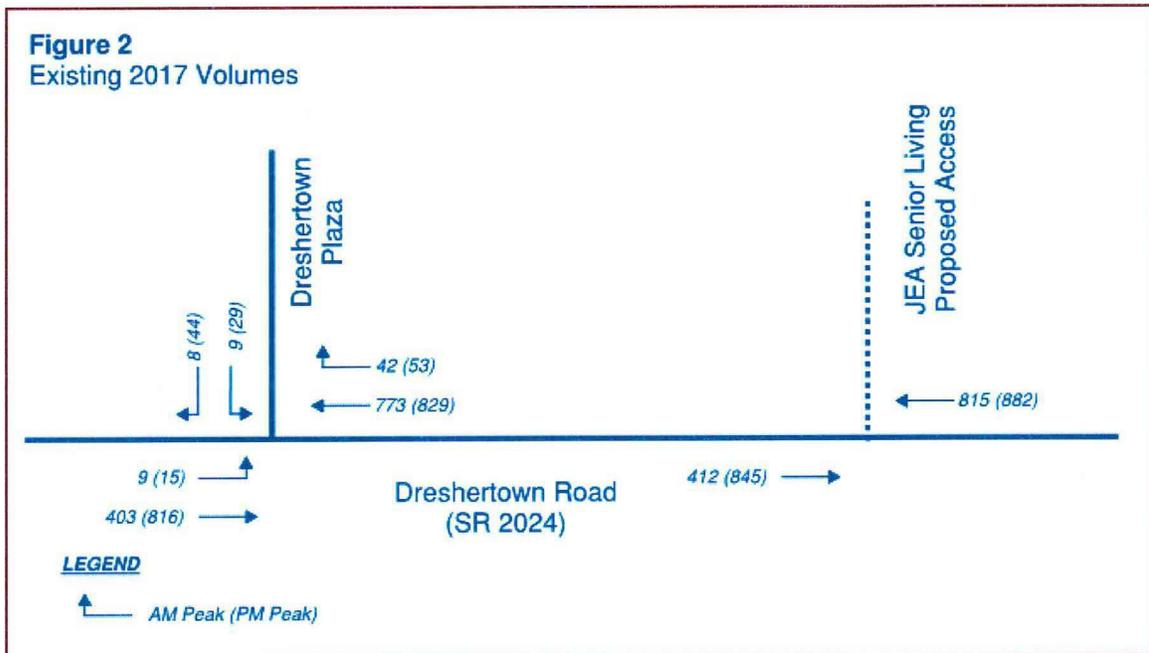 Figure 2
Existing 2017 Volumes
Dreshertown
Plaza
JEA Senior Living
Proposed Access
8 (44)
9 (29)
42 (53)
773 (829)
815 (882)
9 (15)
403 (816)
412 (845)
Dreshertown Road
(SR 2024)
LEGEND
AM Peak (PM Peak)